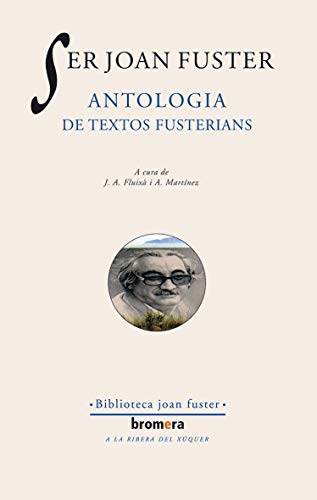 SER JOAN FUSTER
ANTOLOGIA
DE TEXTOS FUSTERIANS
A cura de
J. A. Fluixà i A. Martínez
• Biblioteca joan fuster •
bromera
A LA RIBERA DEL XÚQUER